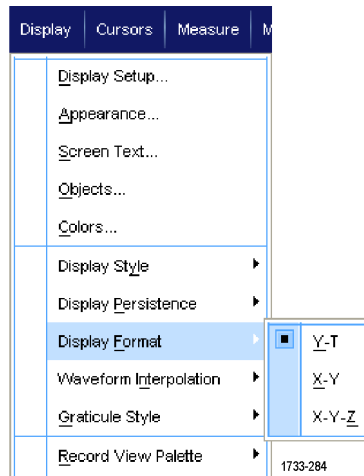 Display Cursors Measure M
Display Setup...
Appearance...
Screen Text...
Objects...
Colors...
Display Style
Display Persistence
Display Format
Y-T
Waveform Interpolation
X-Y
Graticule Style
X-Y-Z
Record View Palette
1733-284